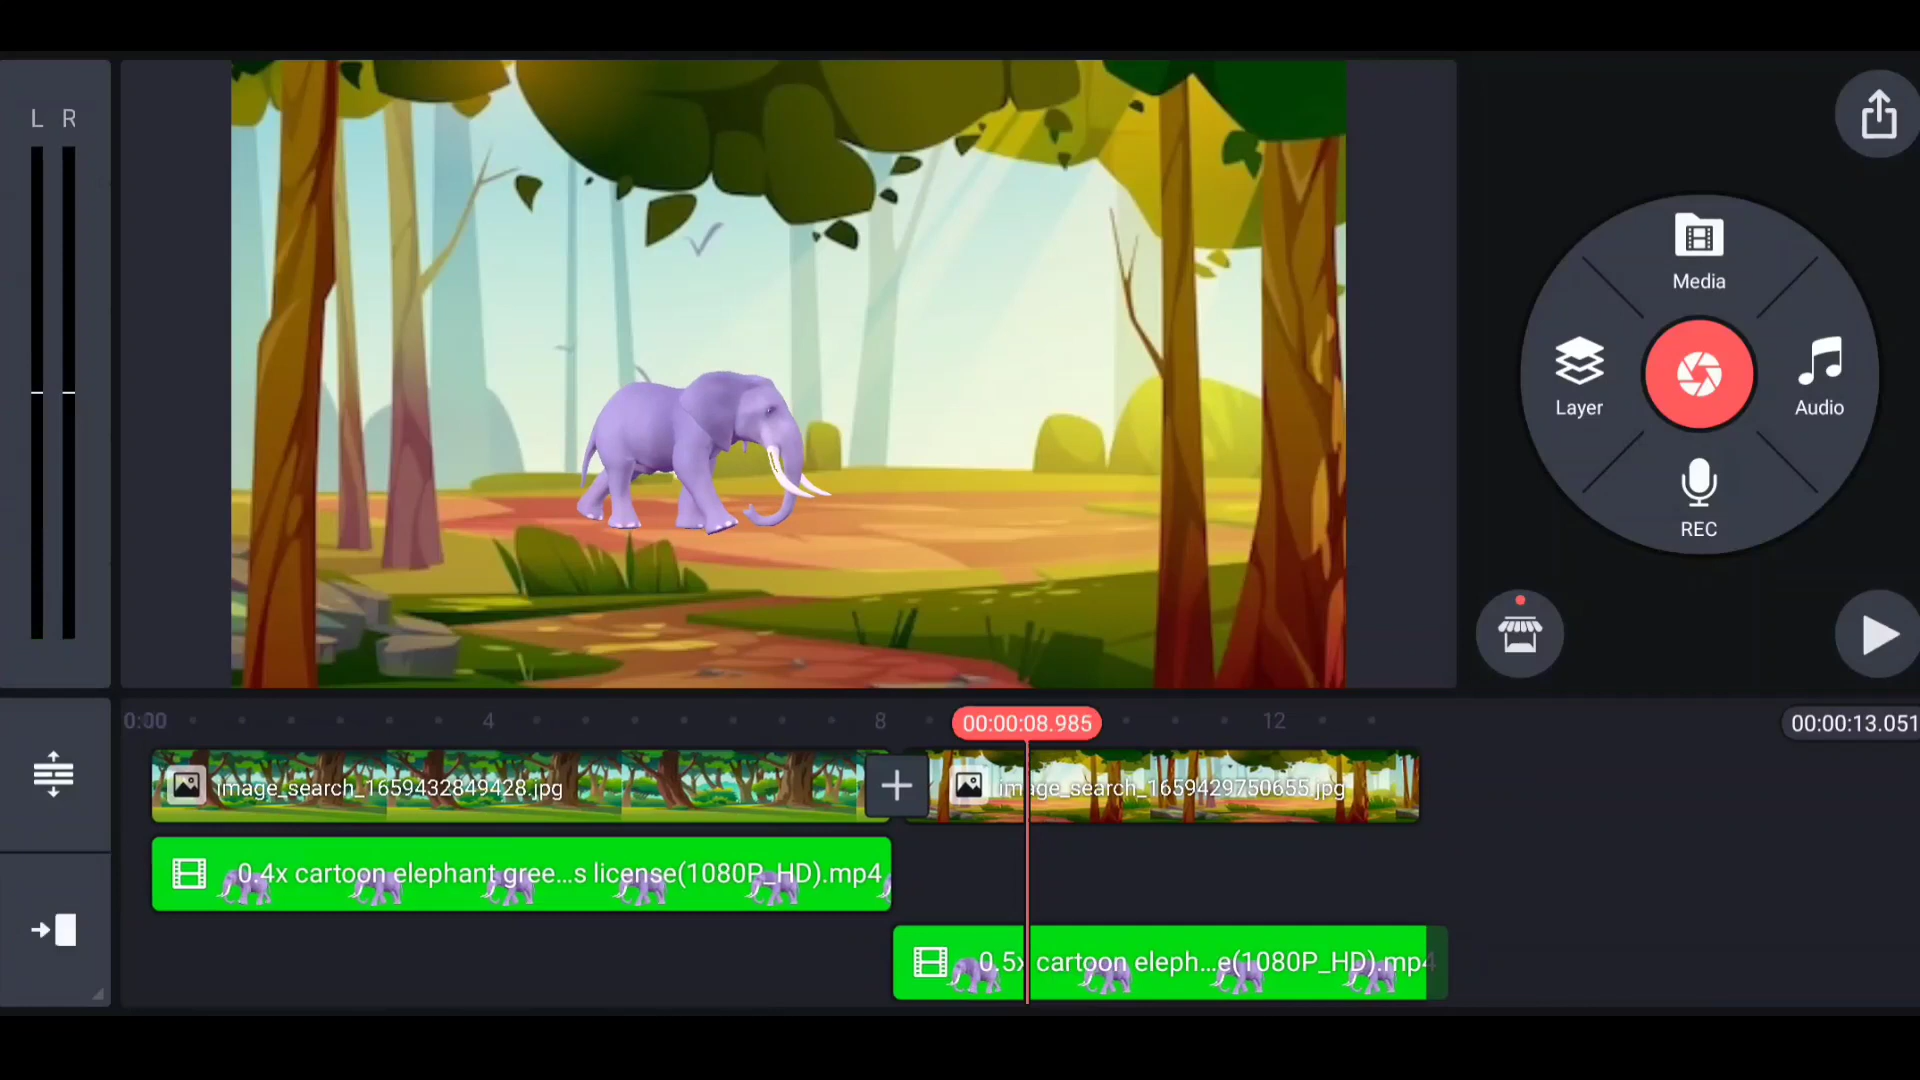 L R
Media
Layer
Audio
REC
0:00
4
8
00:00:08.985
12
00:00:13.051
image_search_1659432849428.jpg
image_search_1659429750655.jpg
0.4x cartoon elephant gree...s license(1080P_HD).mp4
0.5x cartoon eleph...e(1080P_HD).mp4